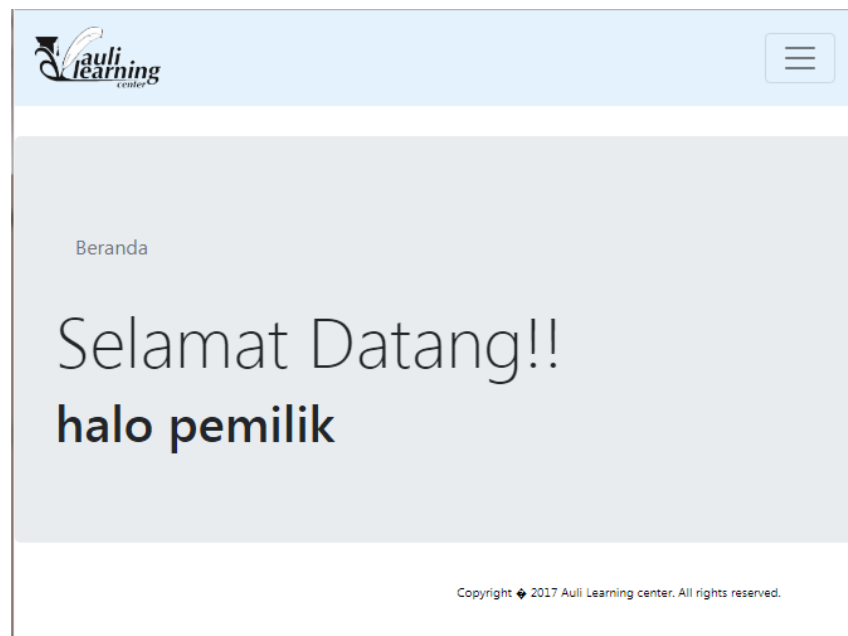 auli
learning
center
Beranda
Selamat Datang!!
halo pemilik
Copyright � 2017 Auli Learning center. All rights reserved.